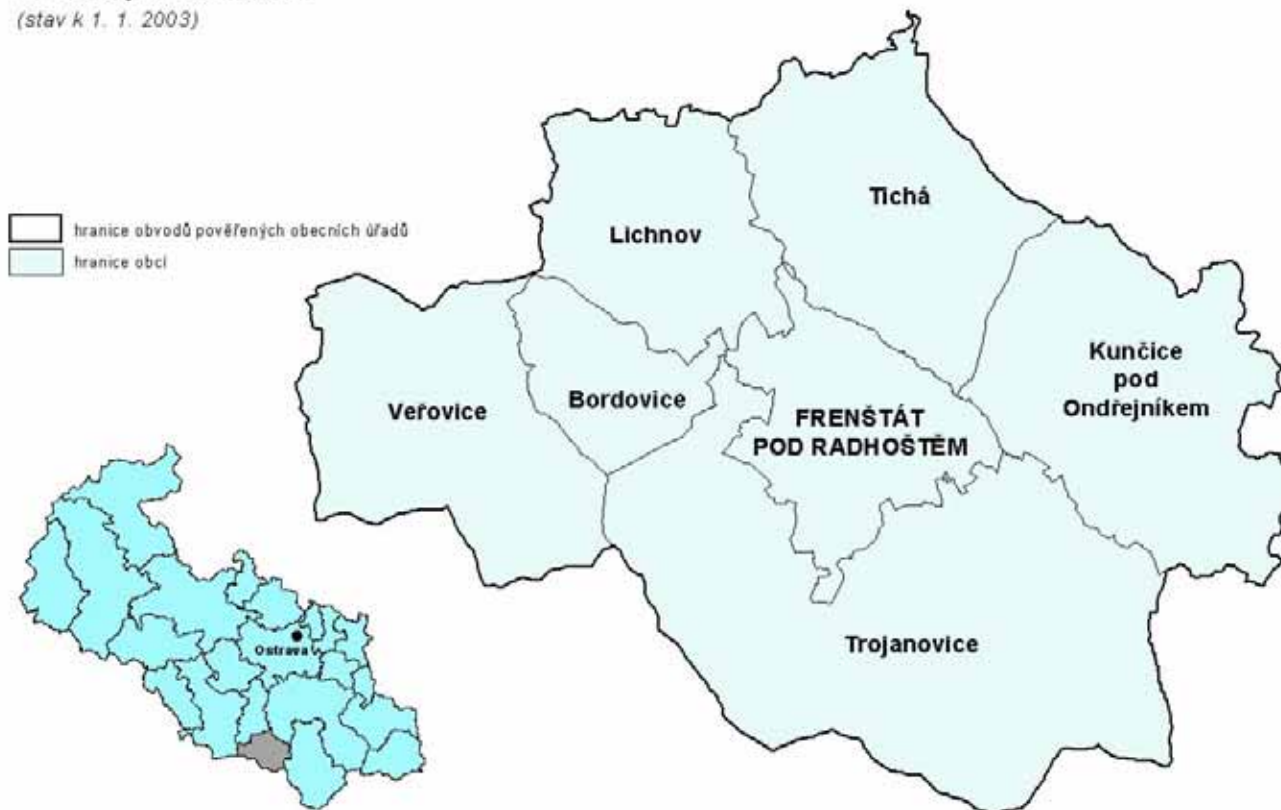 (stav k 1. 1. 2003)
hranice obvodů pověřených obecních úřadů
hranice obcí
Tichá
Lichnov
Kunčice
pod
Ondřejníkem
Veřovice
Bordovice
FRENŠTÁT
POD RADHOŠTĚM
Trojanovice
Ostrava